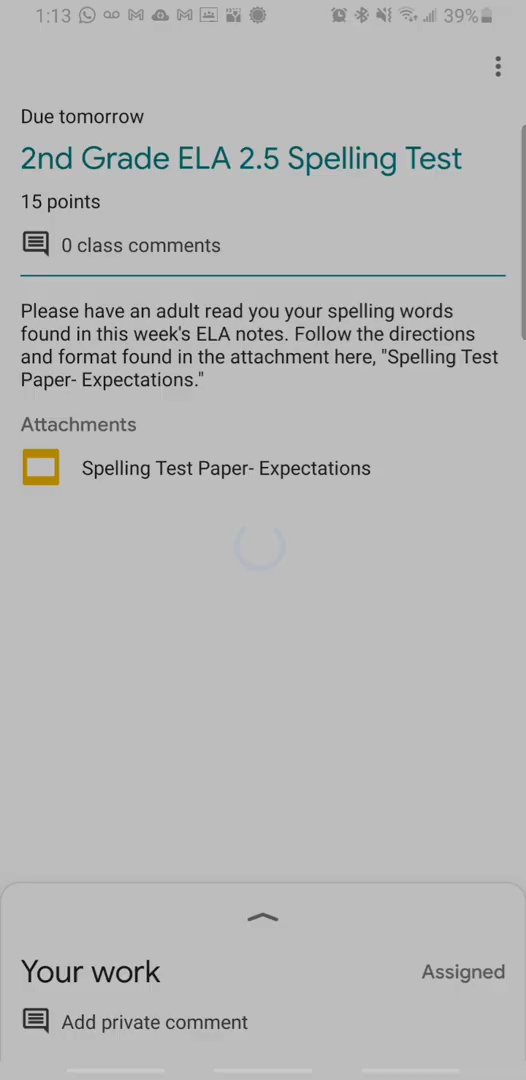 1:13 39%
Due tomorrow
2nd Grade ELA 2.5 Spelling Test
15 points
0 class comments
Please have an adult read you your spelling words
found in this week's ELA notes. Follow the directions
and format found in the attachment here, "Spelling Test
Paper- Expectations."
Attachments
Spelling Test Paper- Expectations
Your work Assigned
Add private comment